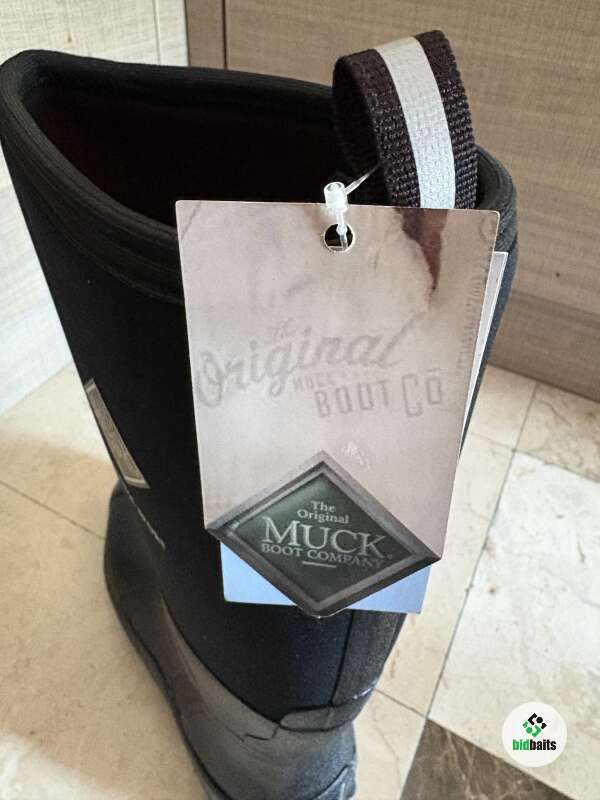 The
Original
MUCK
BOOT CO
The
Original
MUCK®
BOOT COMPANY
bidbaits